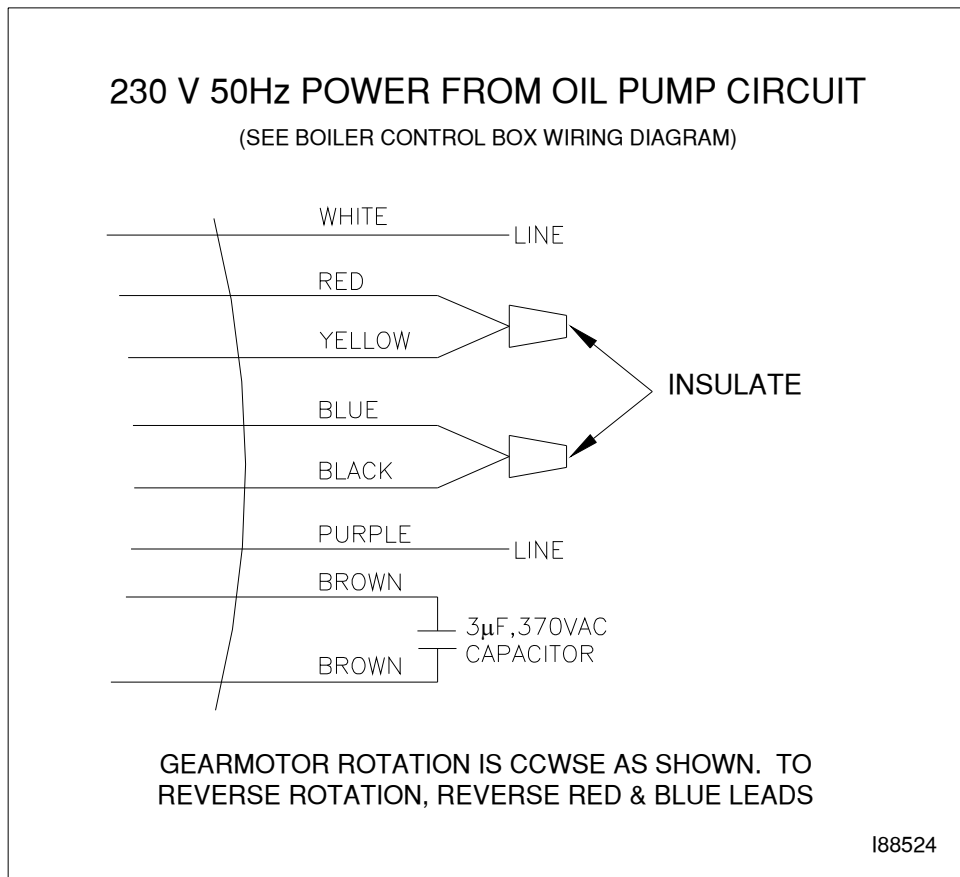 230 V 50Hz POWER FROM OIL PUMP CIRCUIT
(SEE BOILER CONTROL BOX WIRING DIAGRAM)
WHITE
LINE
RED
YELLOW
INSULATE
BLUE
BLACK
PURPLE
LINE
BROWN
3μF,370VAC
CAPACITOR
BROWN
GEARMOTOR ROTATION IS CCWSE AS SHOWN. TO
REVERSE ROTATION, REVERSE RED & BLUE LEADS
I88524